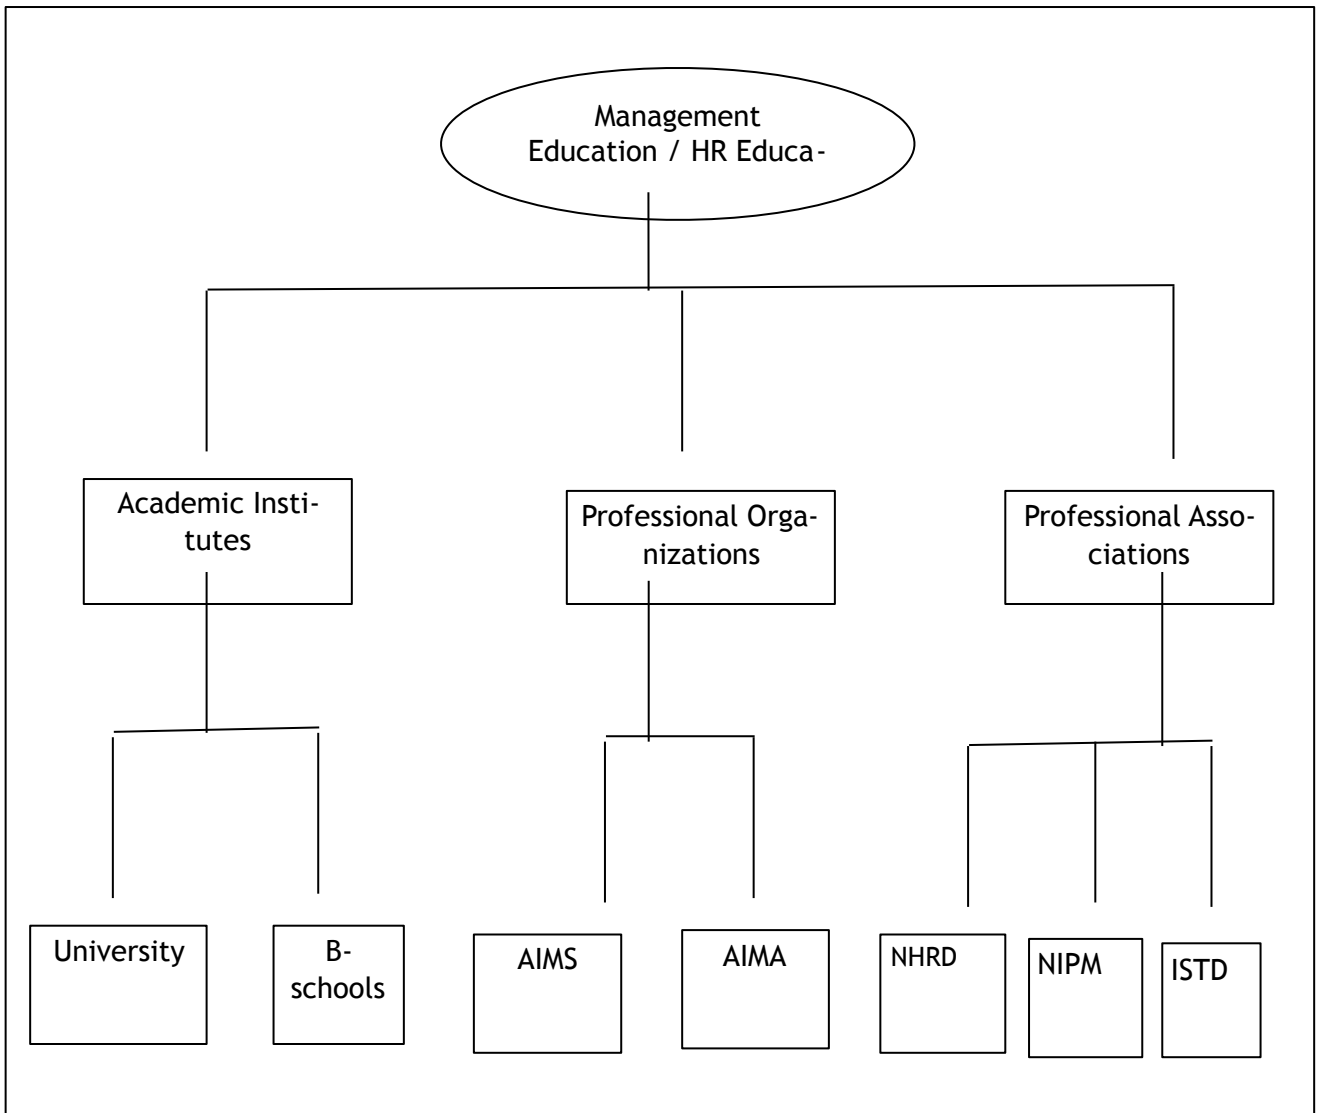 Management
Education / HR Educa-
Academic Insti-
tutes
Professional Orga-
nizations
Professional Asso-
ciations
University
B-
schools
AIMS
AIMA
NHRD
NIPM
ISTD